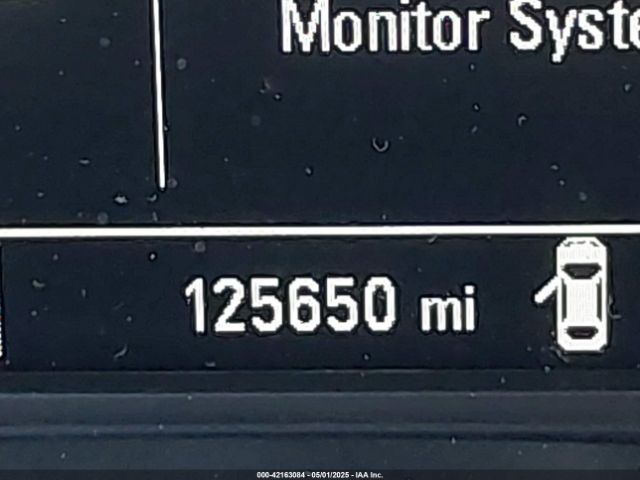 Monitor Syste
125650 mi
000-42163084 - 05/01/2025 - IAA Inc.